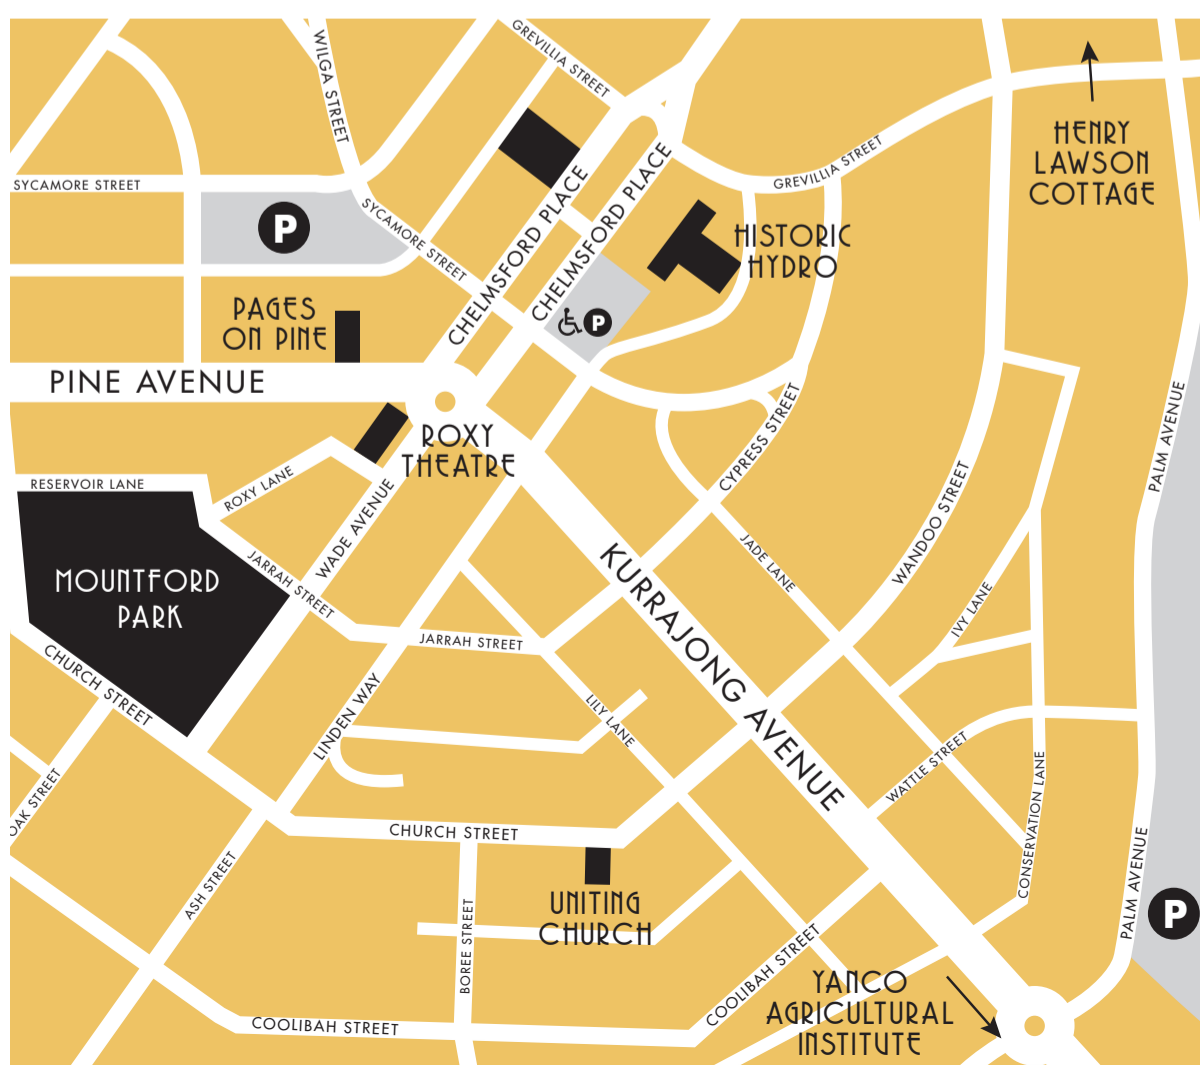 GREVILLIA STREET
WILGA STREET
HENRY
LAWSON
COTTAGE
GREVILLIA STREET
SYCAMORE STREET
P
SYCAMORE STREET
CHELMSFORD PLACE
CHELMSFORD PLACE
HISTORIC
HYDRO
P
PAGES
ON PINE
PINE AVENUE
ROXY
THEATRE
CYPRESS STREET
PALM AVENUE
RESERVOIR LANE
ROXY LANE
WADE AVENUE
WANDOO STREET
JARRAH STREET
MOUNTFORD
PARK
KURRAJONG AVENUE
JADE LANE
IVY LANE
JARRAH STREET
CHURCH STREET
LINDEN WAY
LILY LANE
WATTLE STREET
OAK STREET
CONSERVATION LANE
CHURCH STREET
PALM AVENUE
ASH STREET
UNITING
CHURCH
BOREE STREET
P
COOLIBAH STREET
COOLIBAH STREET
YANCO
AGRICULTURAL
INSTITUTE